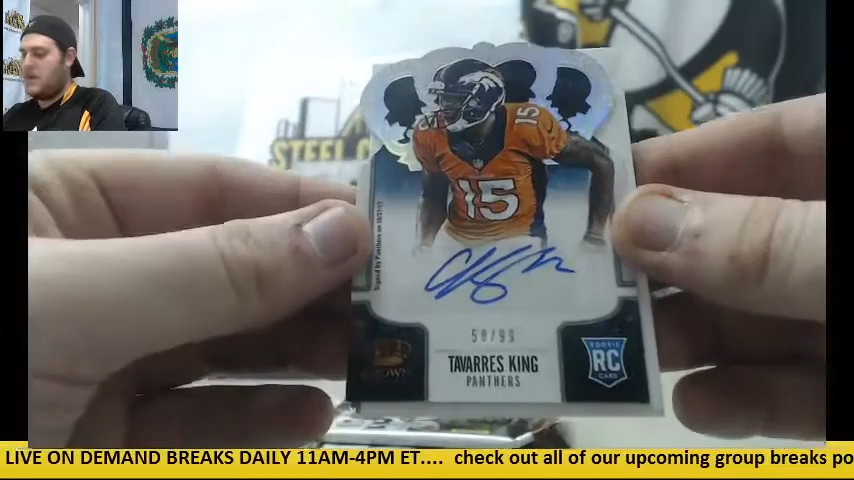 STEEL C
15
15
58/99
TAVARRES KING
PANTHERS
CROWN
ROOKIE
RC
CARD
LIVE ON DEMAND BREAKS DAILY 11AM-4PM ET.... check out all of our upcoming group breaks po